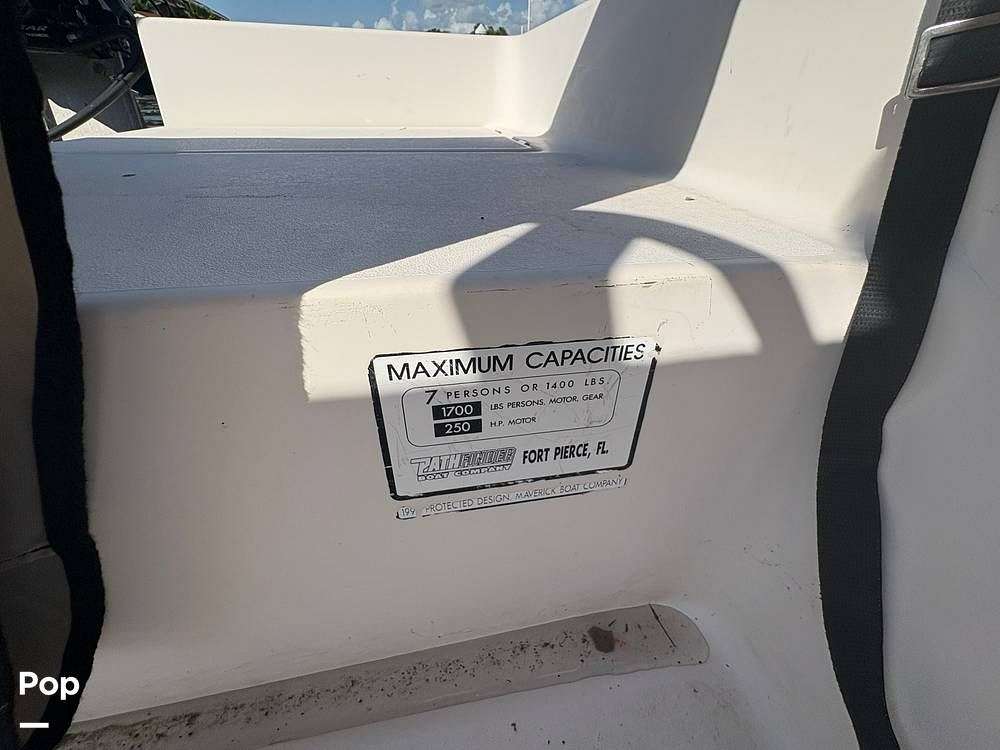 MAXIMUM CAPACITIES
7 PERSONS OR 1400 LBS.
1700 LBS PERSONS, MOTOR, GEAR
250 H.P. MOTOR
PATHFINDER
BOAT COMPANY
FORT PIERCE, FL.
199 PROTECTED DESIGN, MAVERICK BOAT COMPANY
Pop